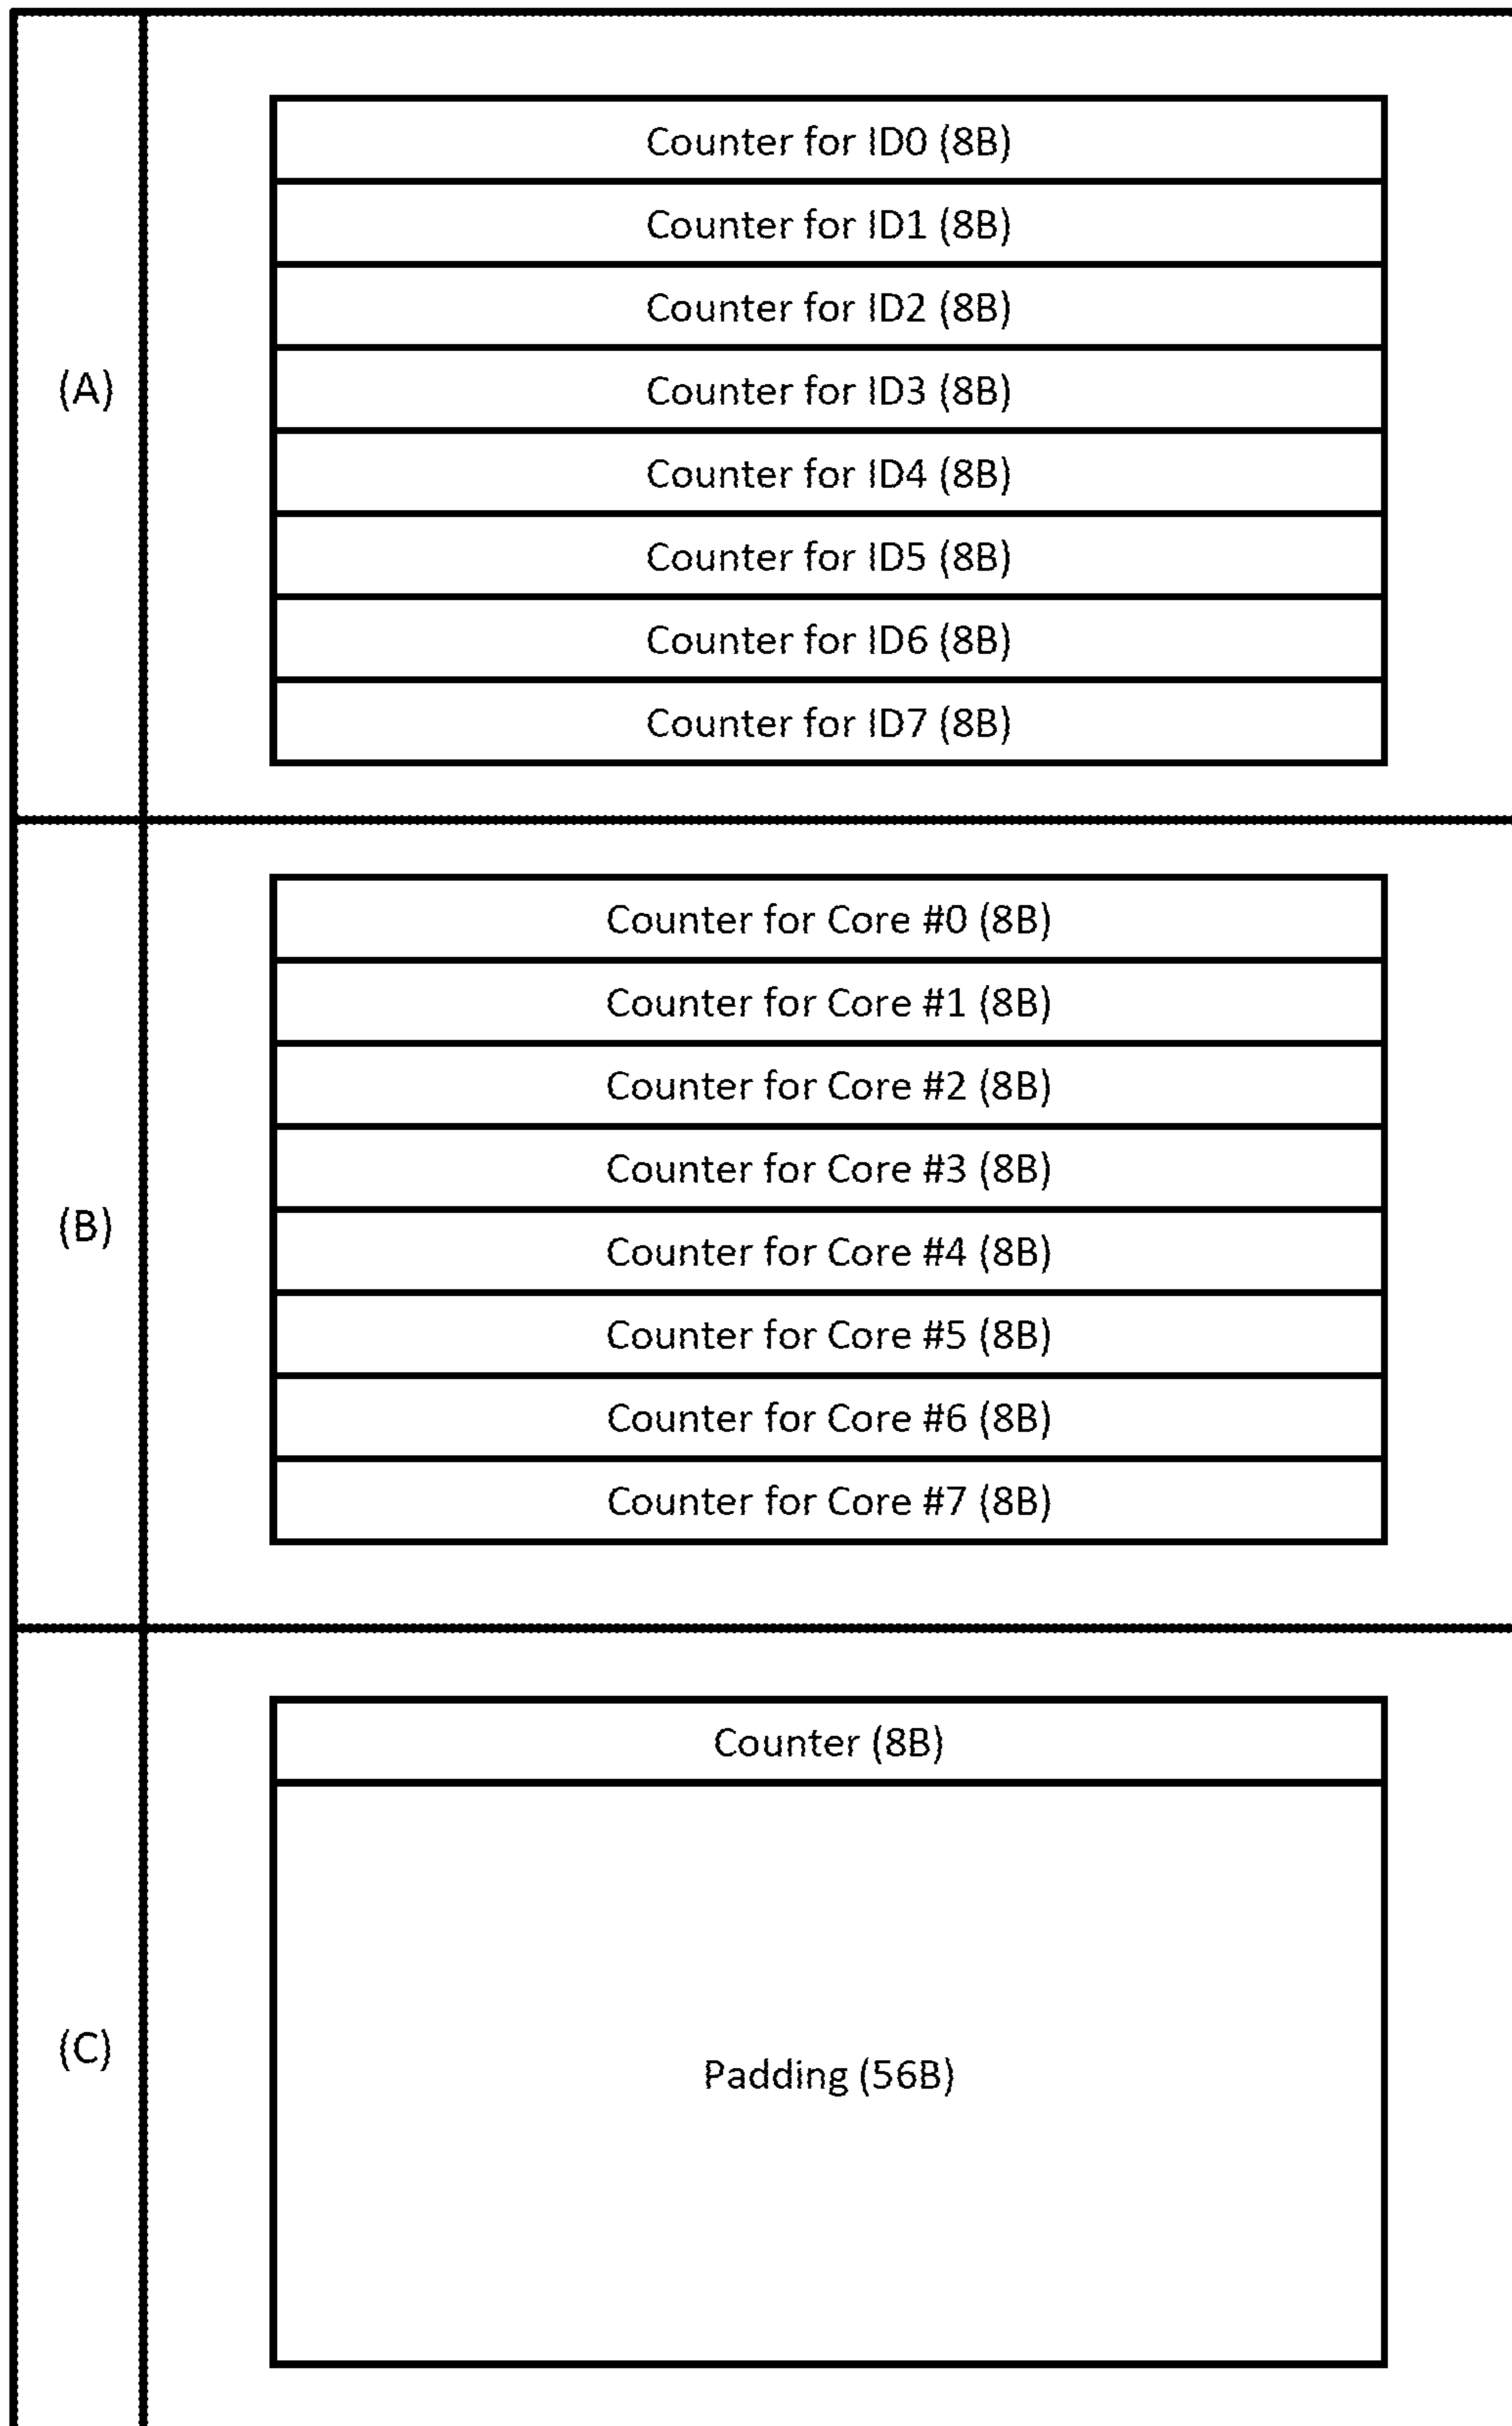 (A)
Counter for ID0 (8B)
Counter for ID1 (8B)
Counter for ID2 (8B)
Counter for ID3 (8B)
Counter for ID4 (8B)
Counter for ID5 (8B)
Counter for ID6 (8B)
Counter for ID7 (8B)
(B)
Counter for Core #0 (8B)
Counter for Core #1 (8B)
Counter for Core #2 (8B)
Counter for Core #3 (8B)
Counter for Core #4 (8B)
Counter for Core #5 (8B)
Counter for Core #6 (8B)
Counter for Core #7 (8B)
(C)
Counter (8B)
Padding (56B)